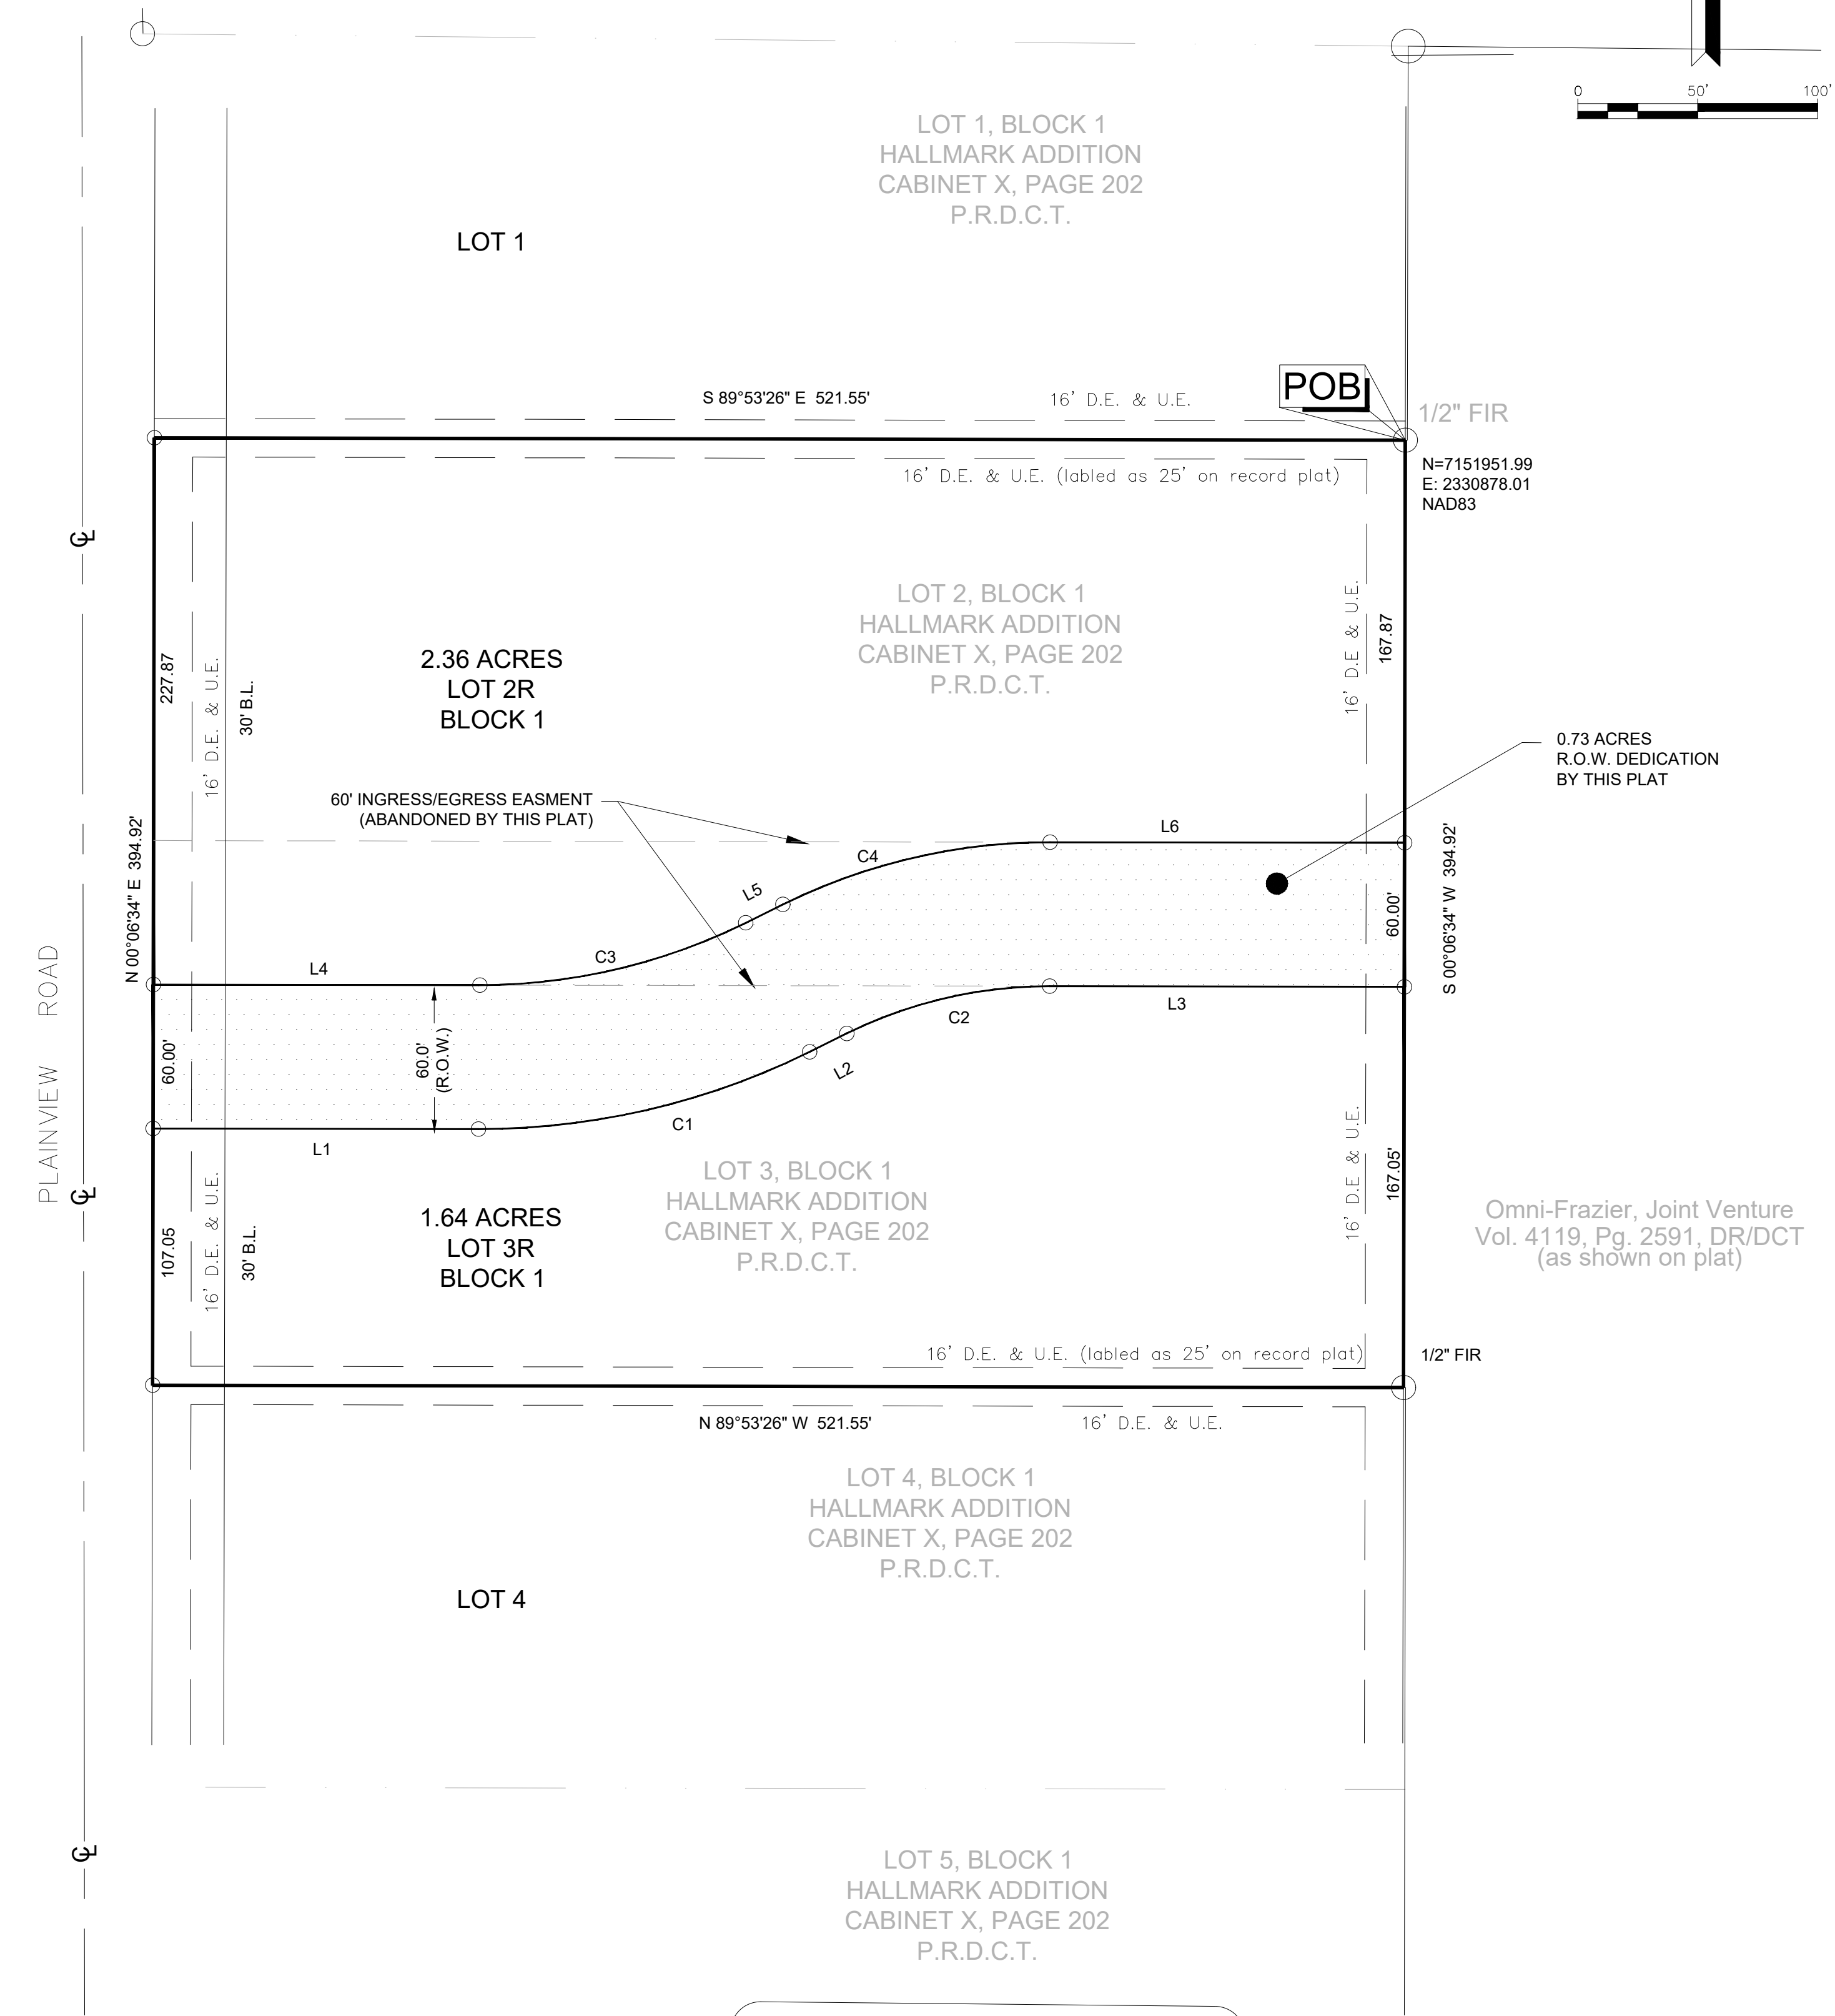 0 50' 100'
LOT 1, BLOCK 1
HALLMARK ADDITION
CABINET X, PAGE 202
P.R.D.C.T.
LOT 1
S 89°53'26" E 521.55'
16' D.E. & U.E.
POB
1/2" FIR
N=7151951.99
E: 2330878.01
NAD83
16' D.E. & U.E. (labled as 25' on record plat)
LOT 2, BLOCK 1
HALLMARK ADDITION
CABINET X, PAGE 202
P.R.D.C.T.
2.36 ACRES
LOT 2R
BLOCK 1
227.87
16' D.E. & U.E.
30' B.L.
16' D.E & U.E.
167.87
0.73 ACRES
R.O.W. DEDICATION
BY THIS PLAT
60' INGRESS/EGRESS EASMENT
(ABANDONED BY THIS PLAT)
N 00°06'34" E 394.92'
S 00°06'34" W 394.92'
L6
C4
L5
C3
L4
60.00'
L3
C2
L2
C1
L1
60.00'
60.0'
(R.O.W.)
PLAINVIEW ROAD
LOT 3, BLOCK 1
HALLMARK ADDITION
CABINET X, PAGE 202
P.R.D.C.T.
1.64 ACRES
LOT 3R
BLOCK 1
107.05
16' D.E. & U.E.
30' B.L.
16' D.E & U.E.
167.05'
Omni-Frazier, Joint Venture
Vol. 4119, Pg. 2591, DR/DCT
(as shown on plat)
16' D.E. & U.E. (labled as 25' on record plat)
1/2" FIR
N 89°53'26" W 521.55'
16' D.E. & U.E.
LOT 4, BLOCK 1
HALLMARK ADDITION
CABINET X, PAGE 202
P.R.D.C.T.
LOT 4
LOT 5, BLOCK 1
HALLMARK ADDITION
CABINET X, PAGE 202
P.R.D.C.T.